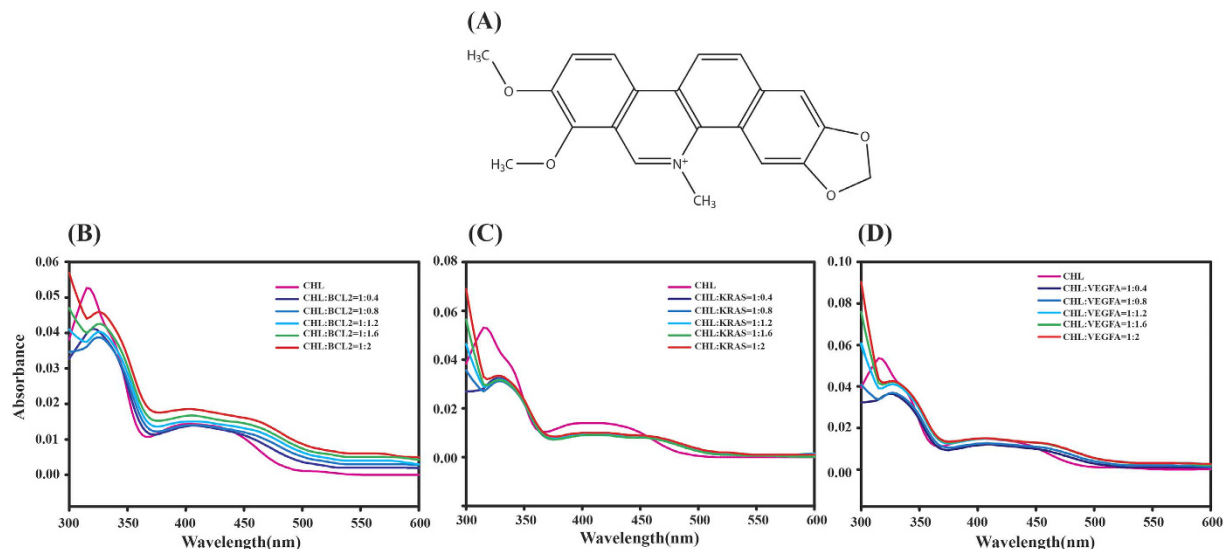 (A)
H₃C
O
H₃C
O
N⁺
CH₃
O
O
(B)
0.06
0.05
0.04
0.03
0.02
0.01
0.00
Absorbance
CHL
CHL:BCL2=1:0.4
CHL:BCL2=1:0.8
CHL:BCL2=1:1.2
CHL:BCL2=1:1.6
CHL:BCL2=1:2
300 350 400 450 500 550 600
Wavelength(nm)
(C)
0.08
0.06
0.04
0.02
0.00
CHL
CHL:KRAS=1:0.4
CHL:KRAS=1:0.8
CHL:KRAS=1:1.2
CHL:KRAS=1:1.6
CHL:KRAS=1:2
300 350 400 450 500 550 600
Wavelength(nm)
(D)
0.10
0.08
0.06
0.04
0.02
0.00
CHL
CHL:VEGFA=1:0.4
CHL:VEGFA=1:0.8
CHL:VEGFA=1:1.2
CHL:VEGFA=1:1.6
CHL:VEGFA=1:2
300 350 400 450 500 550 600
Wavelength(nm)